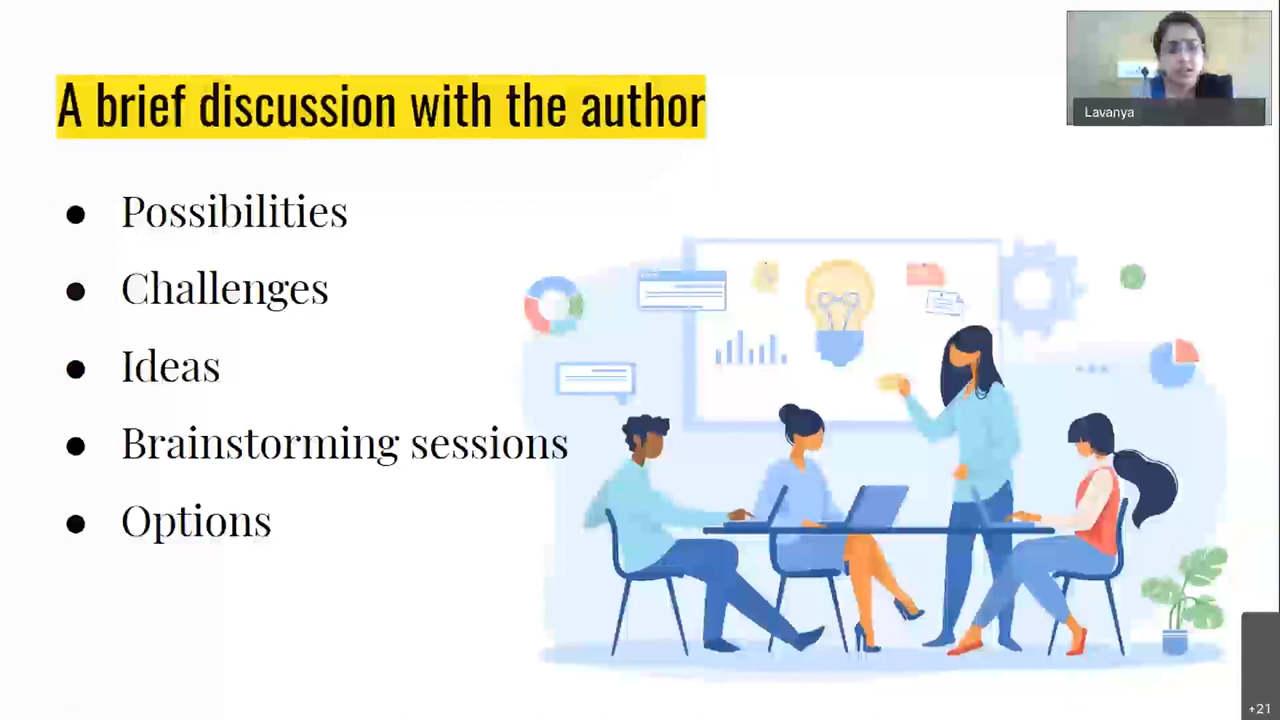 A brief discussion with the author
● Possibilities
● Challenges
● Ideas
● Brainstorming sessions
● Options
Lavanya
+21